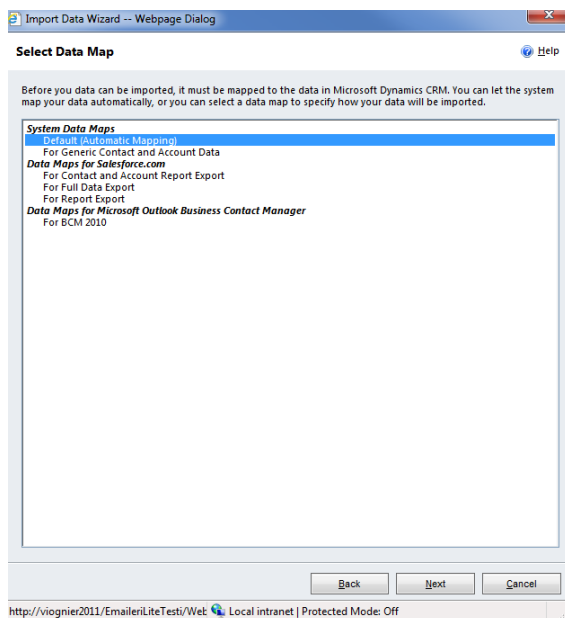 Import Data Wizard -- Webpage Dialog
Select Data Map
Help
Before you data can be imported, it must be mapped to the data in Microsoft Dynamics CRM. You can let the system
map your data automatically, or you can select a data map to specify how your data will be imported.
System Data Maps
Default (Automatic Mapping)
For Generic Contact and Account Data
Data Maps for Salesforce.com
For Contact and Account Report Export
For Full Data Export
For Report Export
Data Maps for Microsoft Outlook Business Contact Manager
For BCM 2010
Back Next Cancel
http://viognier2011/EmaileriLiteTesti/Wel Local intranet | Protected Mode: Off